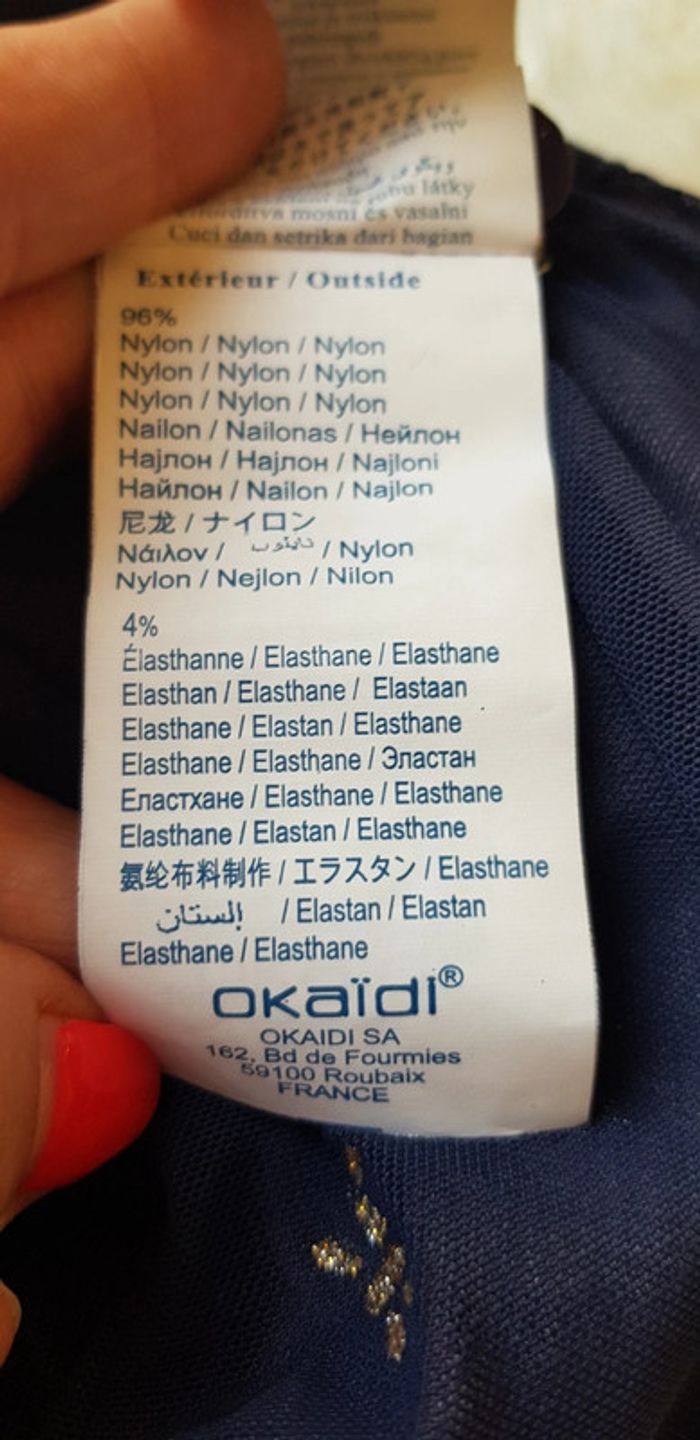 látky
mosni és vasalni
Cuci dan setrika dari bagian
Extérieur / Outside
96%
Nylon / Nylon / Nylon
Nylon / Nylon / Nylon
Nylon / Nylon / Nylon
Nailon / Nailonas / Нейлон
Најлон / Најлон / Najloni
Найлон / Nailon / Najlon
尼龙 / ナイロン
Νάιλον / / Nylon
Nylon / Nejlon / Nilon
4%
Élasthanne / Elasthane / Elasthane
Elasthan / Elasthane / Elastaan
Elasthane / Elastan / Elasthane
Elasthane / Elasthane / Эластан
Еластхане / Elasthane / Elasthane
Elasthane / Elastan / Elasthane
氨纶布料制作 / エラスタン / Elasthane
إلستان / Elastan / Elastan
Elasthane / Elasthane
OKaïdi®
OKAIDI SA
162, Bd de Fourmies
59100 Roubaix
FRANCE